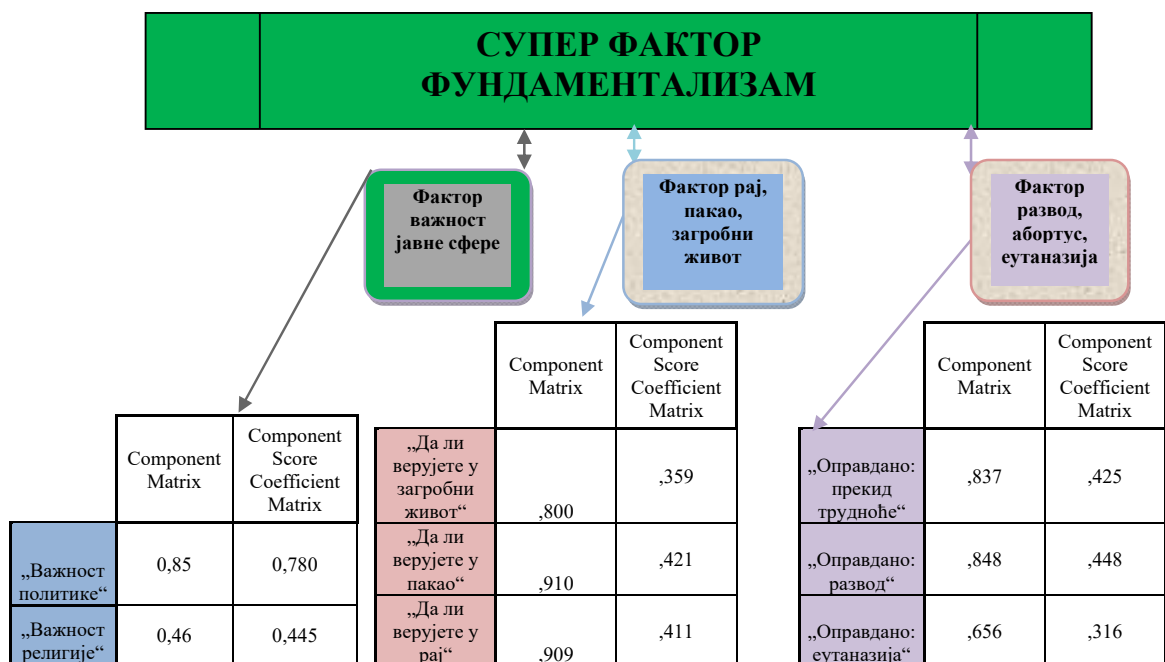 СУПЕР ФАКТОР
ФУНДАМЕНТАЛИЗАМ
Фактор
важност
јавне сфере
Фактор рај,
пакао,
загробни
живот
Фактор
развод,
абортус,
еутаназија
Component
Matrix
Component
Score
Coefficient
Matrix
„Важност
политике“
0,85
0,780
„Важност
религије“
0,46
0,445
Component
Matrix
Component
Score
Coefficient
Matrix
„Да ли
верујете у
загробни
живот“
,800
,359
„Да ли
верујете у
пакао“
,910
,421
„Да ли
верујете у
рај“
,909
,411
Component
Matrix
Component
Score
Coefficient
Matrix
„Оправдано:
прекид
трудноће“
,837
,425
„Оправдано:
развод“
,848
,448
„Оправдано:
еутаназија“
,656
,316